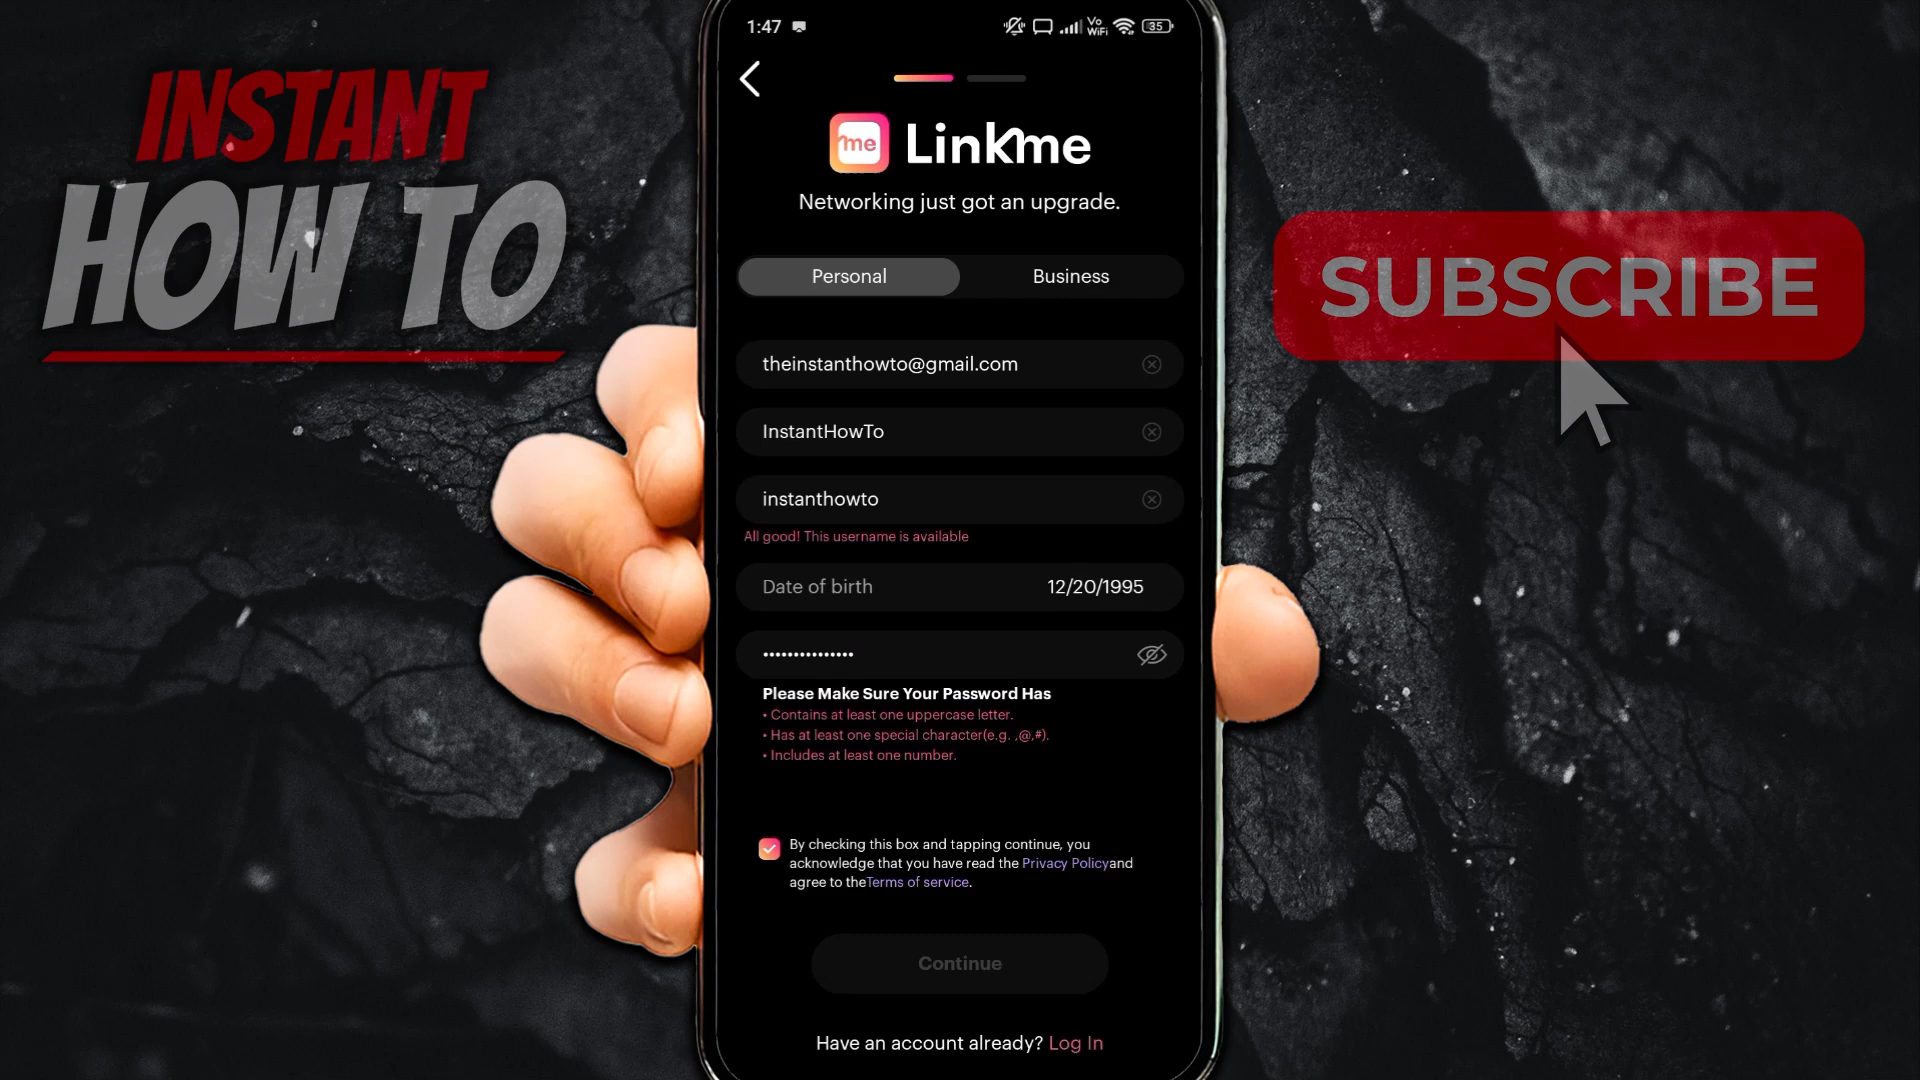 INSTANT
HOW TO
SUBSCRIBE
1:47
Vo
WiFi
35
me
Linkme
Networking just got an upgrade.
Personal
Business
theinstanthowto@gmail.com
InstantHowTo
instanthowto
All good! This username is available
Date of birth
12/20/1995
•••••••••••••••
Please Make Sure Your Password Has
• Contains at least one uppercase letter.
• Has at least one special character(e.g. ,@,#).
• Includes at least one number.
By checking this box and tapping continue, you
acknowledge that you have read the Privacy Policyand
agree to theTerms of service.
Continue
Have an account already? Log In